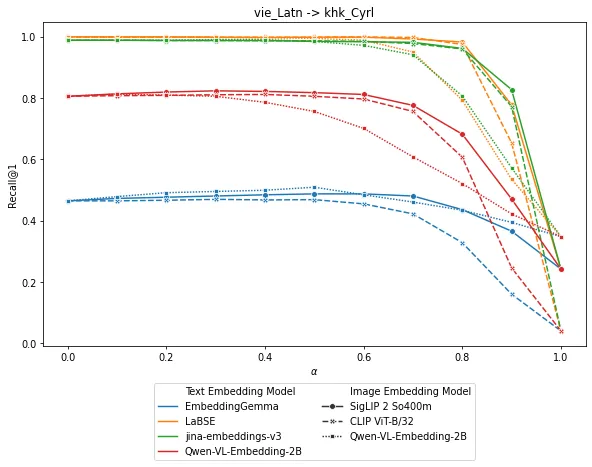 vie_Latn -> khk_Cyrl
Recall@1
1.0
0.8
0.6
0.4
0.2
0.0
0.0 0.2 0.4 0.6 0.8 1.0
α
Text Embedding Model
EmbeddingGemma
LaBSE
jina-embeddings-v3
Qwen-VL-Embedding-2B
Image Embedding Model
SigLIP 2 So400m
CLIP ViT-B/32
Qwen-VL-Embedding-2B